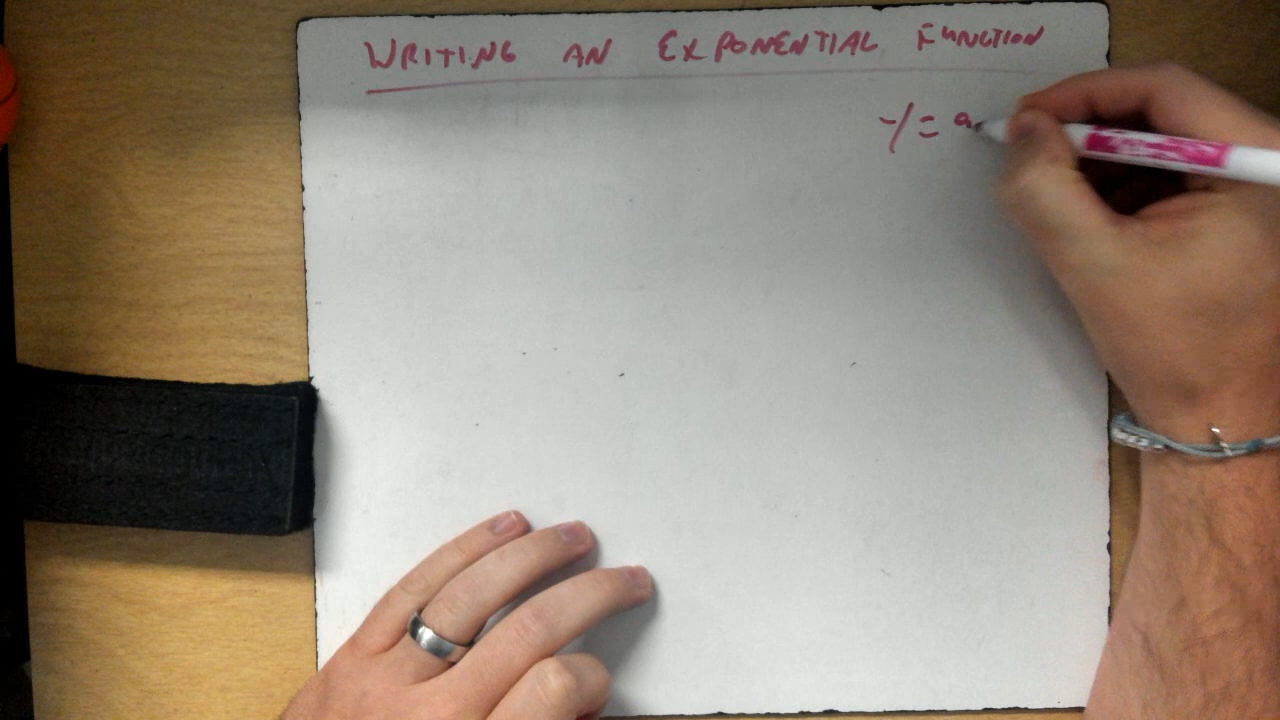 WRITING AN EXPONENTIAL FUNCTION
y = a